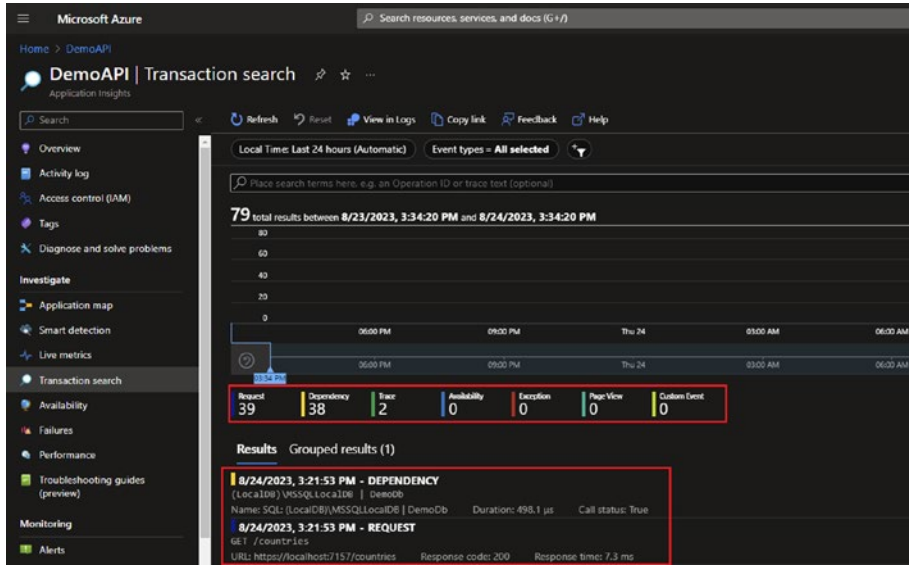 Microsoft Azure
Search resources, services, and docs (G+/)
Home > DemoAPI
DemoAPI | Transaction search
Application Insights
Search
Refresh Reset View in Logs Copy link Feedback Help
Overview
Activity log
Access control (IAM)
Tags
Diagnose and solve problems
Investigate
Application map
Smart detection
Live metrics
Transaction search
Availability
Failures
Performance
Troubleshooting guides
(preview)
Monitoring
Alerts
Local Time: Last 24 hours (Automatic) Event types = All selected
Place search terms here, e.g. an Operation ID or trace text (optional)
79 total results between 8/23/2023, 3:34:20 PM and 8/24/2023, 3:34:20 PM
80
60
40
20
0
06:00 PM 09:00 PM Thu 24 03:00 AM 06:00 AM
06:00 PM 09:00 PM Thu 24 03:00 AM 06:00 AM
03:34 PM
Request Dependency Trace Availability Exception Page View Custom Event
39 38 2 0 0 0 0
Results Grouped results (1)
8/24/2023, 3:21:53 PM - DEPENDENCY
(LocalDB)\MSSQLLocalDB | DemoDb
Name: SQL: (LocalDB)\MSSQLLocalDB | DemoDb Duration: 498.1 µs Call status: True
8/24/2023, 3:21:53 PM - REQUEST
GET /countries
URL: https://localhost:7157/countries Response code: 200 Response time: 7.3 ms